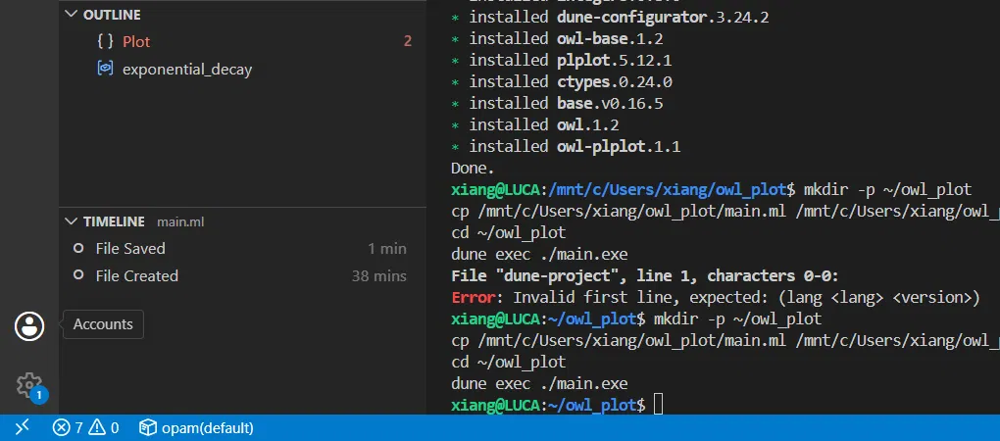 OUTLINE
{ } Plot 2
exponential_decay
TIMELINE main.ml
File Saved 1 min
File Created 38 mins
Accounts
1
* installed dune-configurator.3.24.2
* installed owl-base.1.2
* installed plplot.5.12.1
* installed ctypes.0.24.0
* installed base.v0.16.5
* installed owl.1.2
* installed owl-plplot.1.1
Done.
xiang@LUCA:/mnt/c/Users/xiang/owl_plot$ mkdir -p ~/owl_plot
cp /mnt/c/Users/xiang/owl_plot/main.ml /mnt/c/Users/xiang/owl_
cd ~/owl_plot
dune exec ./main.exe
File "dune-project", line 1, characters 0-0:
Error: Invalid first line, expected: (lang <lang> <version>)
xiang@LUCA:~/owl_plot$ mkdir -p ~/owl_plot
cp /mnt/c/Users/xiang/owl_plot/main.ml /mnt/c/Users/xiang/owl_
cd ~/owl_plot
dune exec ./main.exe
xiang@LUCA:~/owl_plot$
7 0 opam(default)